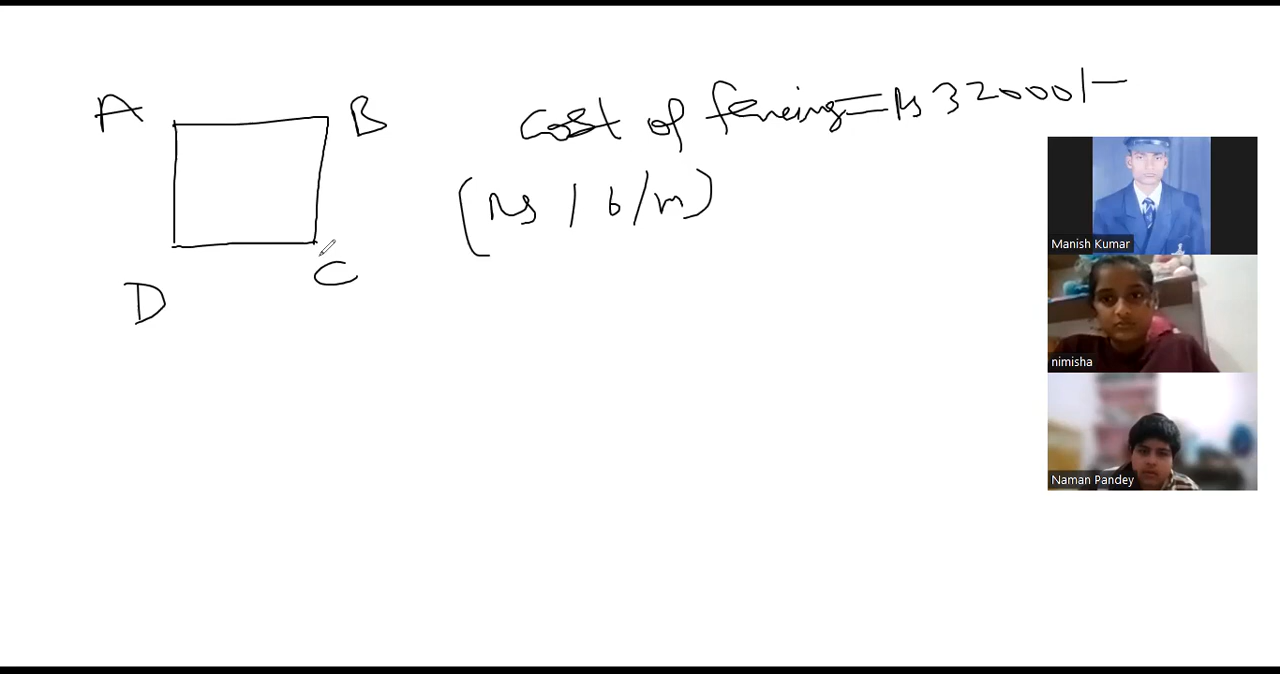 A
B
Cost of fencing = Rs 32000/-
(Rs 16/m)
C
D
Manish Kumar
nimisha
Naman Pandey